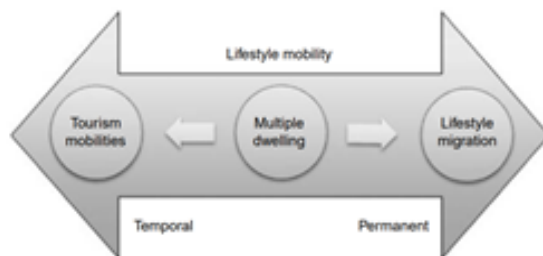 Lifestyle mobility
Tourism
mobilities
Multiple
dwelling
Lifestyle
migration
Temporal
Permanent